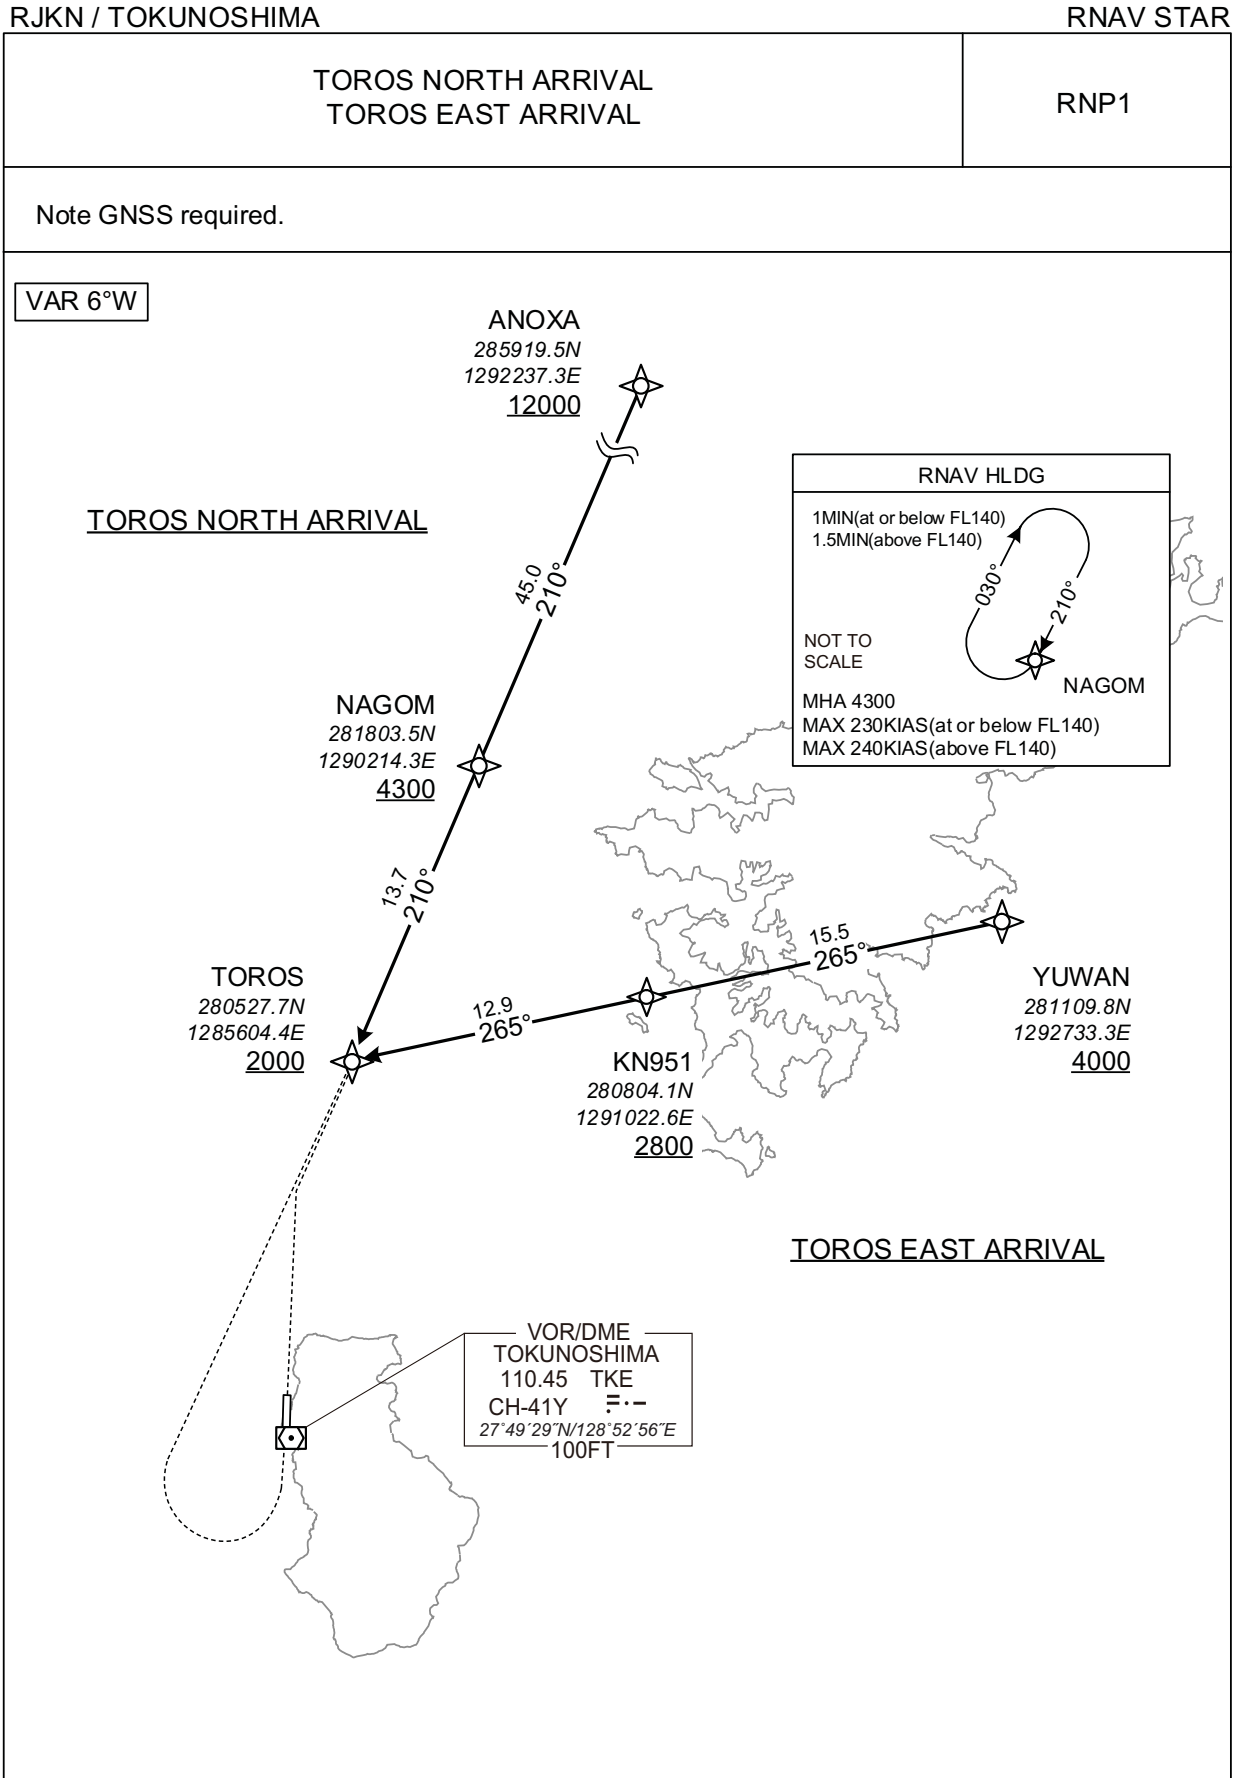 RJKN / TOKUNOSHIMA
RNAV STAR
TOROS NORTH ARRIVAL
TOROS EAST ARRIVAL
RNP1
Note GNSS required.
VAR 6°W
ANOXA
285919.5N
1292237.3E
12000
TOROS NORTH ARRIVAL
45.0
210°
RNAV HLDG
1MIN(at or below FL140)
1.5MIN(above FL140)
030°
210°
NOT TO
SCALE
NAGOM
MHA 4300
MAX 230KIAS(at or below FL140)
MAX 240KIAS(above FL140)
NAGOM
281803.5N
1290214.3E
4300
13.7
210°
15.5
265°
TOROS
280527.7N
1285604.4E
2000
12.9
265°
YUWAN
281109.8N
1292733.3E
4000
KN951
280804.1N
1291022.6E
2800
TOROS EAST ARRIVAL
VOR/DME
TOKUNOSHIMA
110.45 TKE
CH-41Y
27°49´29˝N/128°52´56˝E
100FT